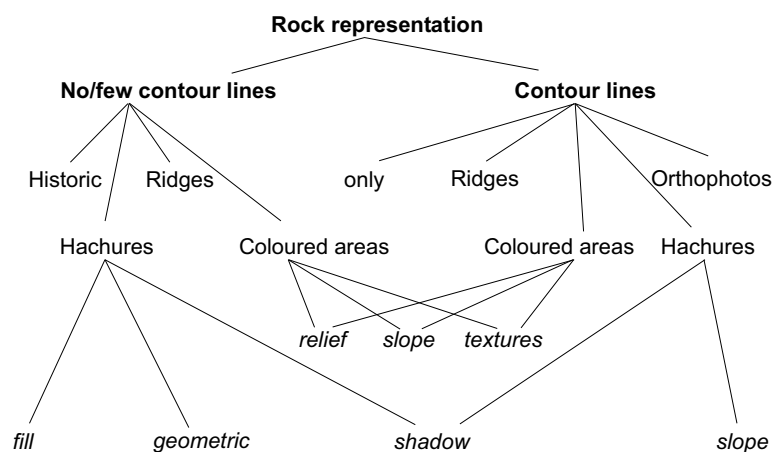 Rock representation
No/few contour lines Contour lines
Historic Ridges only Ridges Orthophotos
Hachures Coloured areas Coloured areas Hachures
relief slope textures
fill geometric shadow slope